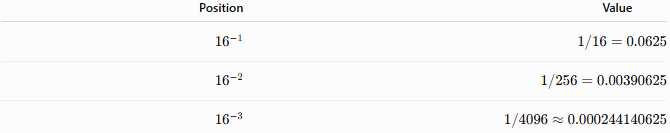 Position Value
16⁻¹ 1/16 = 0.0625
16⁻² 1/256 = 0.00390625
16⁻³ 1/4096 ≈ 0.000244140625